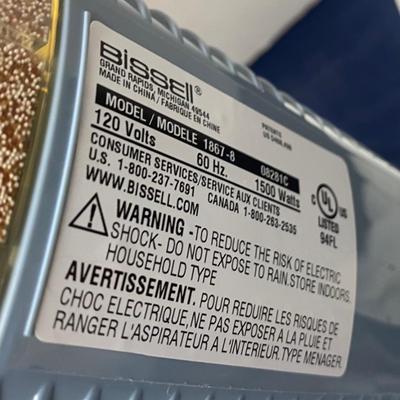 BISSELL®
GRAND RAPIDS, MICHIGAN 49544
MADE IN CHINA / FABRIQUE EN CHINE
MODEL / MODELE 1867-8 08281C
120 Volts 60 Hz. 1500 Watts
CONSUMER SERVICES/SERVICE AUX CLIENTS
U.S. 1-800-237-7691 CANADA 1-800-263-2535
WWW.BISSELL.COM
C UL US
LISTED
94FL
WARNING -TO REDUCE THE RISK OF ELECTRIC
SHOCK- DO NOT EXPOSE TO RAIN.STORE INDOORS.
HOUSEHOLD TYPE
AVERTISSEMENT. POUR REDUIRE LES RISQUES DE
CHOC ELECTRIQUE,NE PAS EXPOSER A LA PLUIE ET
RANGER L'ASPIRATEUR A L'INTERIEUR.TYPE MENAGER.